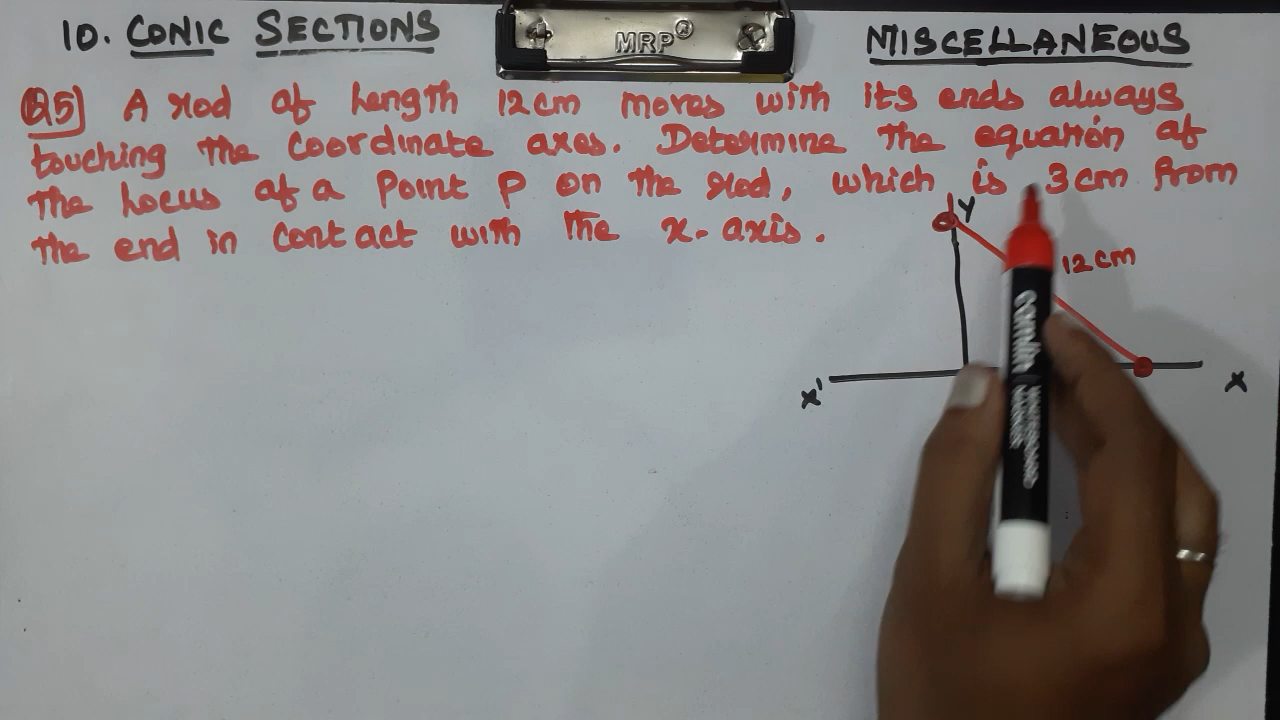 10. CONIC SECTIONS
MRP®
MISCELLANEOUS
Q5] A rod of length 12cm moves with its ends always
touching the coordinate axes. Determine the equation of
the locus of a point P on the rod, which is 3cm from
the end in contact with the x-axis.
Y
12cm
X'
X
Camlin